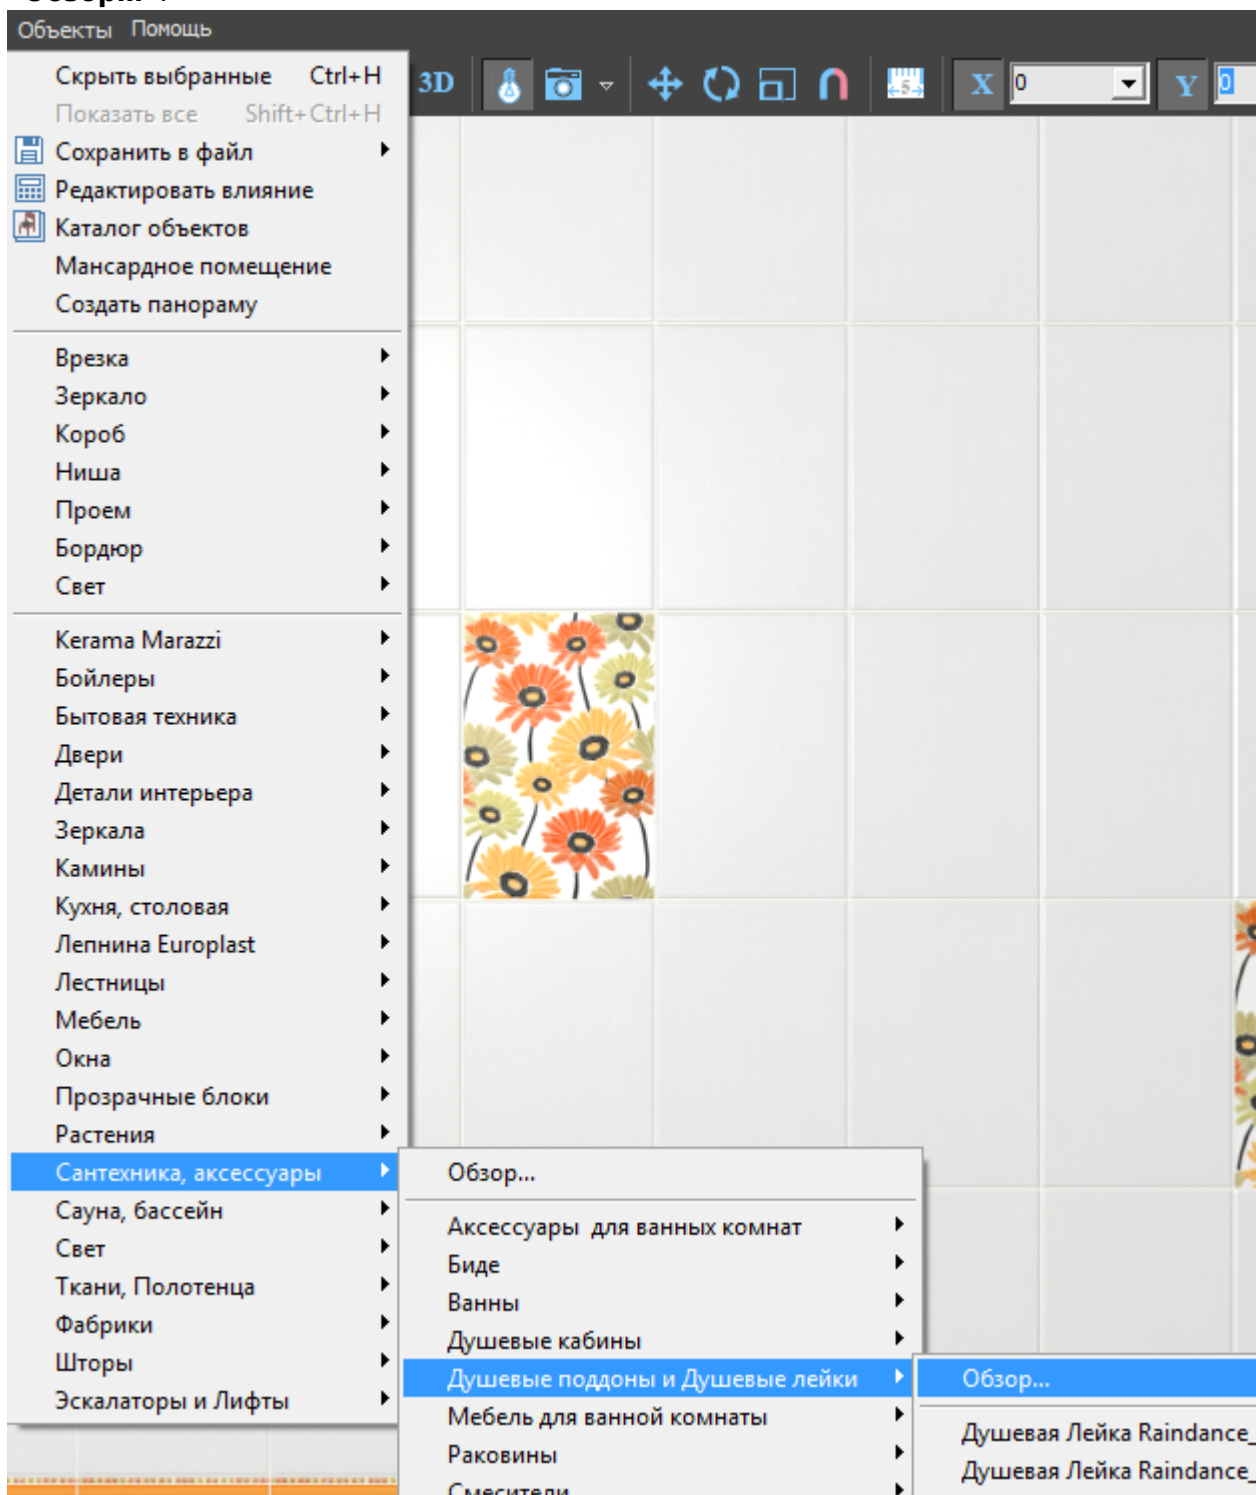 Объекты Помощь
3D 5 X 0 Y 0
Скрыть выбранные Ctrl+H
Показать все Shift+Ctrl+H
Сохранить в файл
Редактировать влияние
Каталог объектов
Мансардное помещение
Создать панораму
Врезка
Зеркало
Короб
Ниша
Проем
Бордюр
Свет
Kerama Marazzi
Бойлеры
Бытовая техника
Двери
Детали интерьера
Зеркала
Камины
Кухня, столовая
Лепнина Europlast
Лестницы
Мебель
Окна
Прозрачные блоки
Растения
Сантехника, аксессуары
Сауна, бассейн
Свет
Ткани, Полотенца
Фабрики
Шторы
Эскалаторы и Лифты
Обзор...
Аксессуары для ванных комнат
Биде
Ванны
Душевые кабины
Душевые поддоны и Душевые лейки
Мебель для ванной комнаты
Раковины
Смесители
Обзор...
Душевая Лейка Raindance_
Душевая Лейка Raindance_